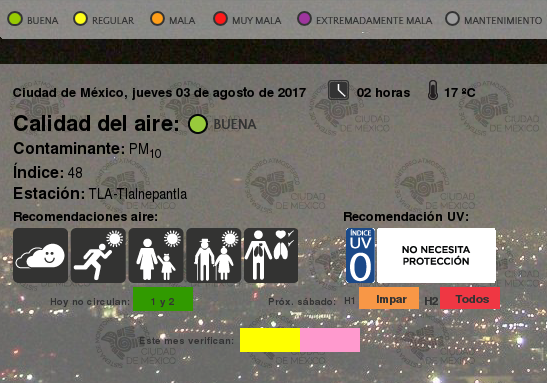 BUENA REGULAR MALA MUY MALA EXTREMADAMENTE MALA MANTENIMIENTO
Ciudad de México, jueves 03 de agosto de 2017 02 horas 17 ºC
Calidad del aire: BUENA
Contaminante: PM10
Índice: 48
Estación: TLA-Tlalnepantla
Recomendaciones aire: Recomendación UV:
ÍNDICE UV 0 NO NECESITA PROTECCIÓN
Hoy no circulan: 1 y 2 Próx. sábado: H1 Impar H2 Todos
Este mes verifican:
CIUDAD DE MÉXICO